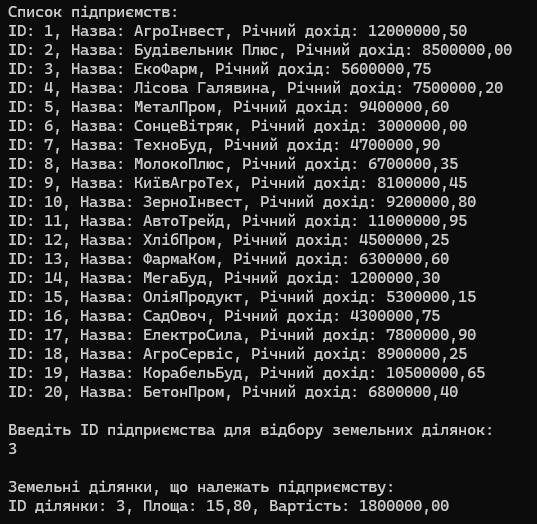 Список підприємств:
ID: 1, Назва: АгроІнвест, Річний дохід: 12000000,50
ID: 2, Назва: Будівельник Плюс, Річний дохід: 8500000,00
ID: 3, Назва: ЕкоФарм, Річний дохід: 5600000,75
ID: 4, Назва: Лісова Галявина, Річний дохід: 7500000,20
ID: 5, Назва: МеталПром, Річний дохід: 9400000,60
ID: 6, Назва: СонцеВітряк, Річний дохід: 3000000,00
ID: 7, Назва: ТехноБуд, Річний дохід: 4700000,90
ID: 8, Назва: МолокоПлюс, Річний дохід: 6700000,35
ID: 9, Назва: КиївАгроТех, Річний дохід: 8100000,45
ID: 10, Назва: ЗерноІнвест, Річний дохід: 9200000,80
ID: 11, Назва: АвтоТрейд, Річний дохід: 11000000,95
ID: 12, Назва: ХлібПром, Річний дохід: 4500000,25
ID: 13, Назва: ФармаКом, Річний дохід: 6300000,60
ID: 14, Назва: МегаБуд, Річний дохід: 1200000,30
ID: 15, Назва: ОліяПродукт, Річний дохід: 5300000,15
ID: 16, Назва: СадОвоч, Річний дохід: 4300000,75
ID: 17, Назва: ЕлектроСила, Річний дохід: 7800000,90
ID: 18, Назва: АгроСервіс, Річний дохід: 8900000,25
ID: 19, Назва: КорабельБуд, Річний дохід: 10500000,65
ID: 20, Назва: БетонПром, Річний дохід: 6800000,40
Введіть ID підприємства для відбору земельних ділянок:
3
Земельні ділянки, що належать підприємству:
ID ділянки: 3, Площа: 15,80, Вартість: 1800000,00